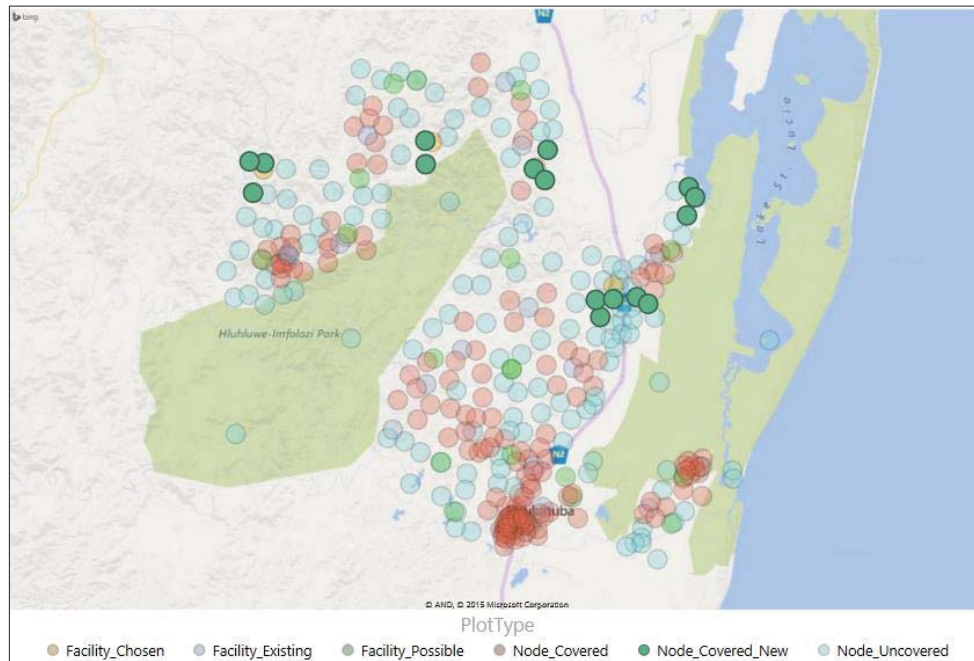 bing
N2
Lake St. Lucia
Hluhluwe-Imfolozi Park
N2
© AND, © 2015 Microsoft Corporation
PlotType
Facility_Chosen Facility_Existing Facility_Possible Node_Covered Node_Covered_New Node_Uncovered